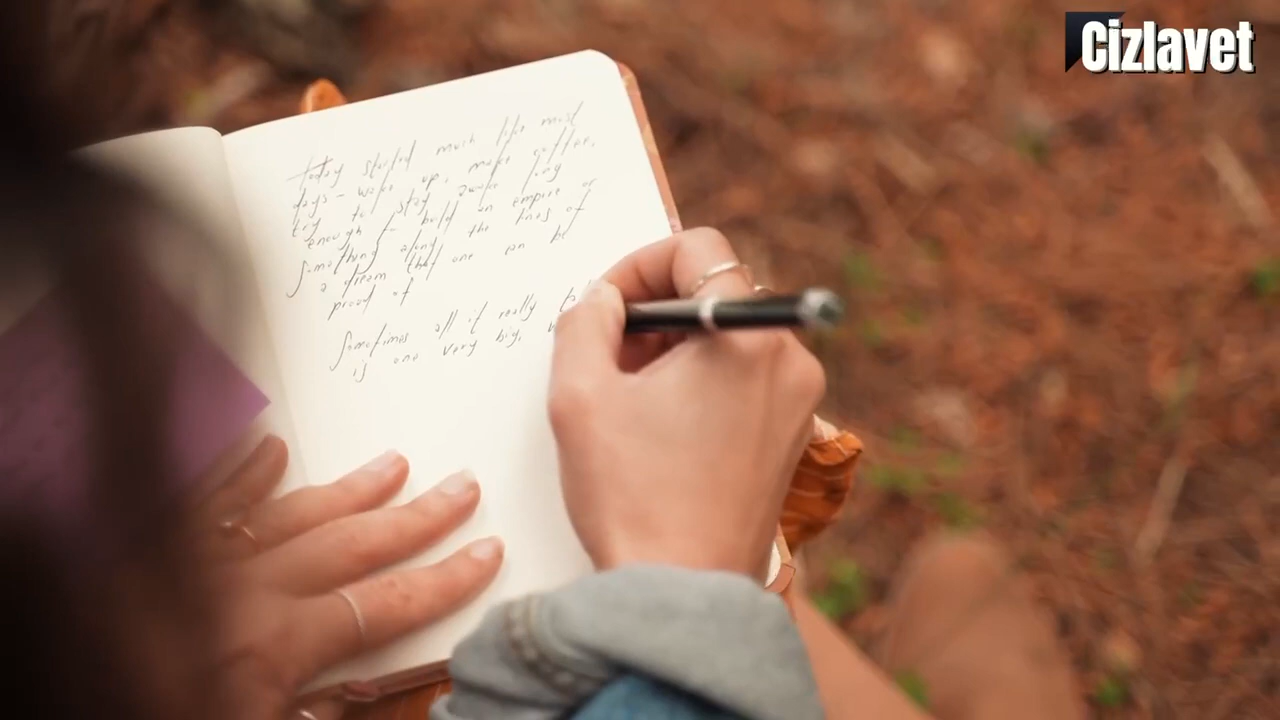 Cizlavet
today started much like most
days - wake up, make coffee,
try to stay awake long
enough to build an empire or
something along the lines of
a dream that one can be
proof of
Sometimes all it really t
is one very big,